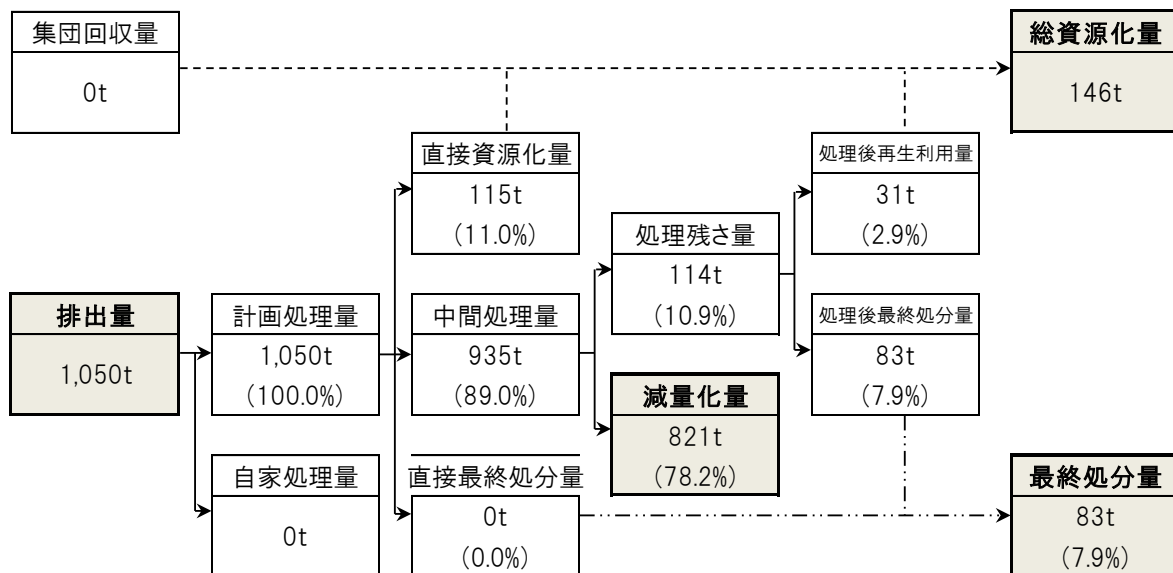 集団回収量
0t
総資源化量
146t
直接資源化量
115t
(11.0%)
処理後再生利用量
31t
(2.9%)
処理残さ量
114t
(10.9%)
排出量
1,050t
計画処理量
1,050t
(100.0%)
中間処理量
935t
(89.0%)
処理後最終処分量
83t
(7.9%)
減量化量
821t
(78.2%)
自家処理量
0t
直接最終処分量
0t
(0.0%)
最終処分量
83t
(7.9%)